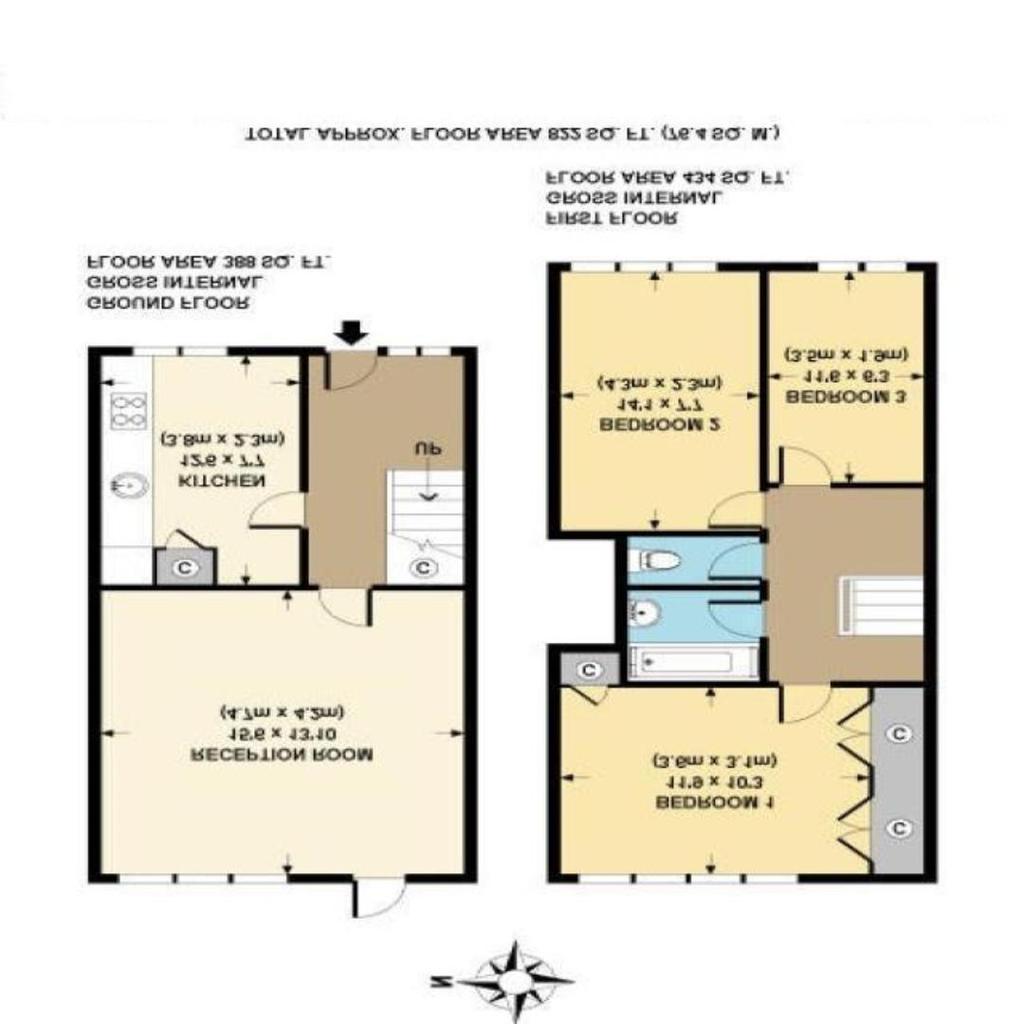 N
RECEPTION ROOM
15'6 x 13'10
(4.7m x 4.2m)
C
C
KITCHEN
12'6 x 7'7
(3.8m x 2.3m)
UP
GROUND FLOOR
GROSS INTERNAL
FLOOR AREA 388 SQ. FT.
C
BEDROOM 1
11'9 x 10'3
(3.6m x 3.1m)
C
C
BEDROOM 2
14'1 x 7'7
(4.3m x 2.3m)
BEDROOM 3
11'6 x 6'3
(3.5m x 1.9m)
FIRST FLOOR
GROSS INTERNAL
FLOOR AREA 434 SQ. FT.
TOTAL APPROX. FLOOR AREA 822 SQ. FT. (76.4 SQ. M.)